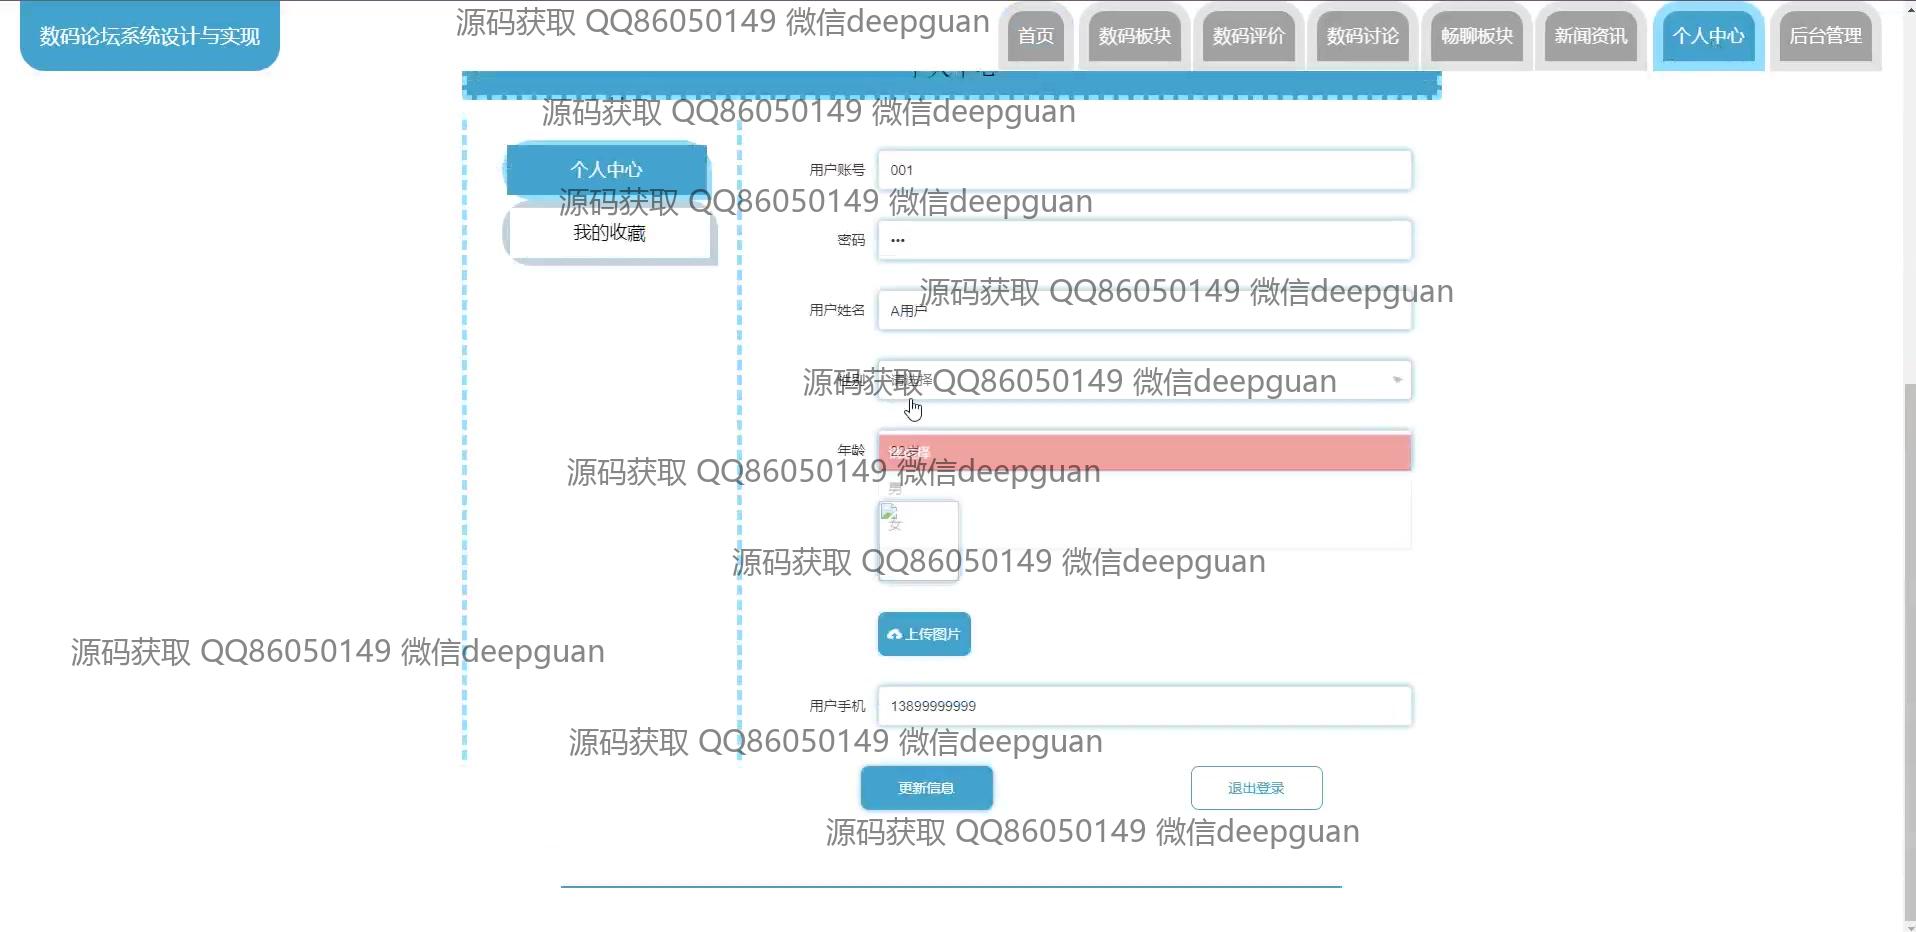 数码论坛系统设计与实现
源码获取 QQ86050149 微信deepguan
首页
数码板块
数码评价
数码讨论
畅聊板块
新闻资讯
个人中心
后台管理
个人中心
源码获取 QQ86050149 微信deepguan
个人中心
用户账号
001
源码获取 QQ86050149 微信deepguan
我的收藏
密码
•••
源码获取 QQ86050149 微信deepguan
用户姓名
A用户
性别
请选择
源码获取 QQ86050149 微信deepguan
年龄
22岁
请选择
源码获取 QQ86050149 微信deepguan
男
女
源码获取 QQ86050149 微信deepguan
上传图片
源码获取 QQ86050149 微信deepguan
用户手机
13899999999
源码获取 QQ86050149 微信deepguan
更新信息
退出登录
源码获取 QQ86050149 微信deepguan